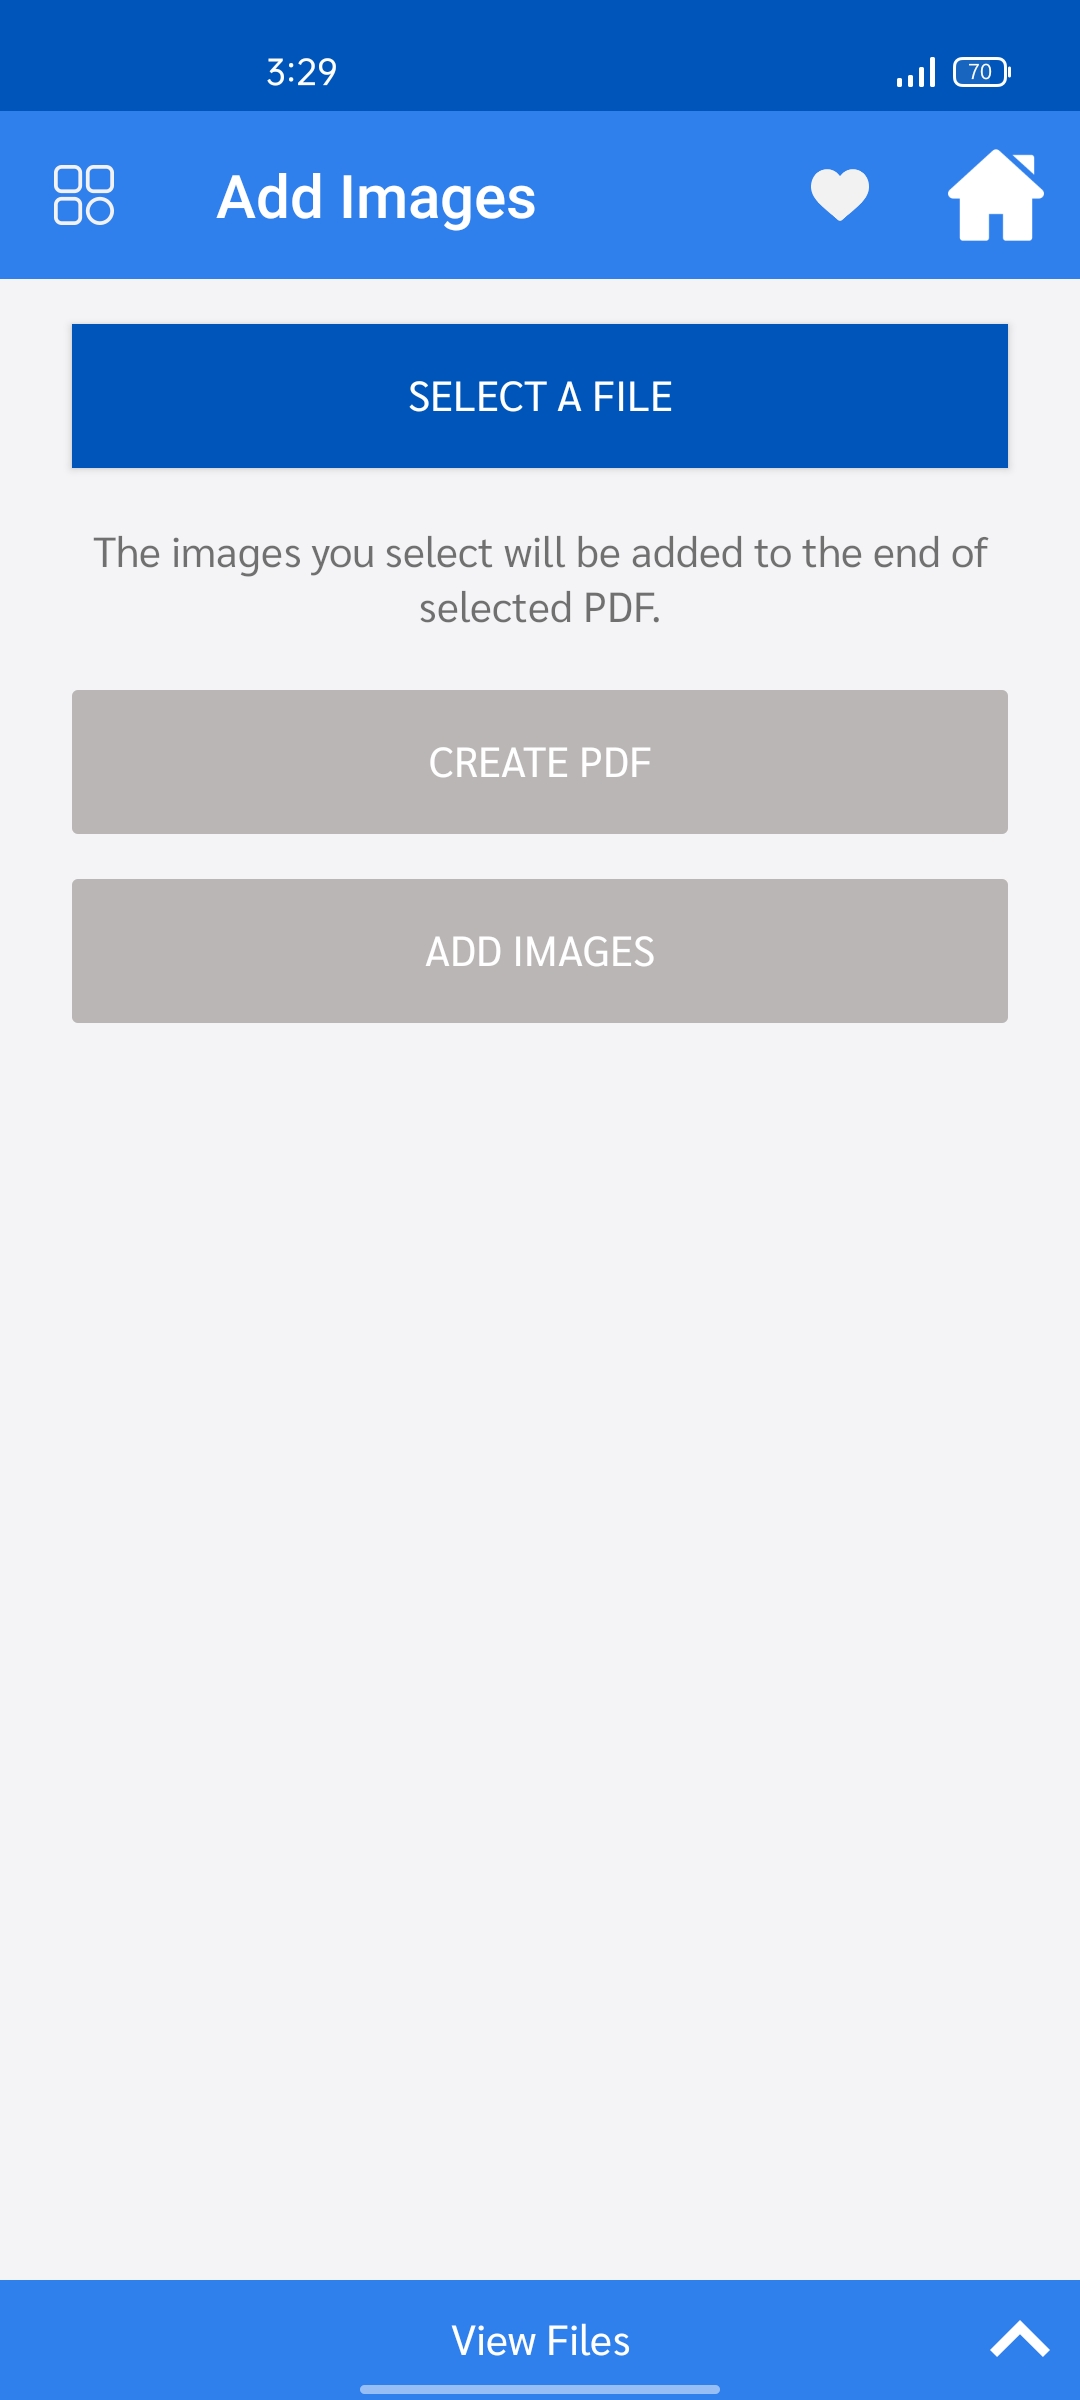 3:29
70
Add Images
SELECT A FILE
The images you select will be added to the end of
selected PDF.
CREATE PDF
ADD IMAGES
View Files